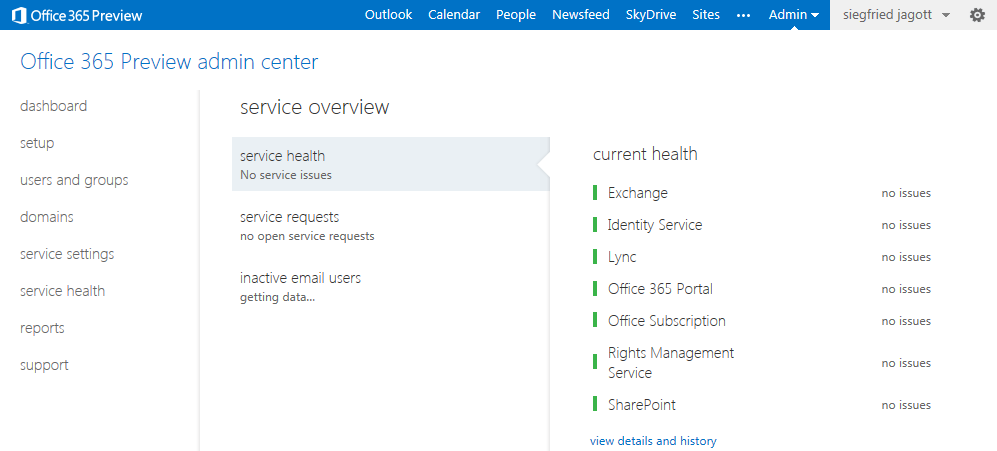 Office 365 Preview
Outlook Calendar People Newsfeed SkyDrive Sites ••• Admin siegfried jagott
Office 365 Preview admin center
dashboard
setup
users and groups
domains
service settings
service health
reports
support
service overview
service health
No service issues
service requests
no open service requests
inactive email users
getting data...
current health
Exchange no issues
Identity Service no issues
Lync no issues
Office 365 Portal no issues
Office Subscription no issues
Rights Management
Service no issues
SharePoint no issues
view details and history